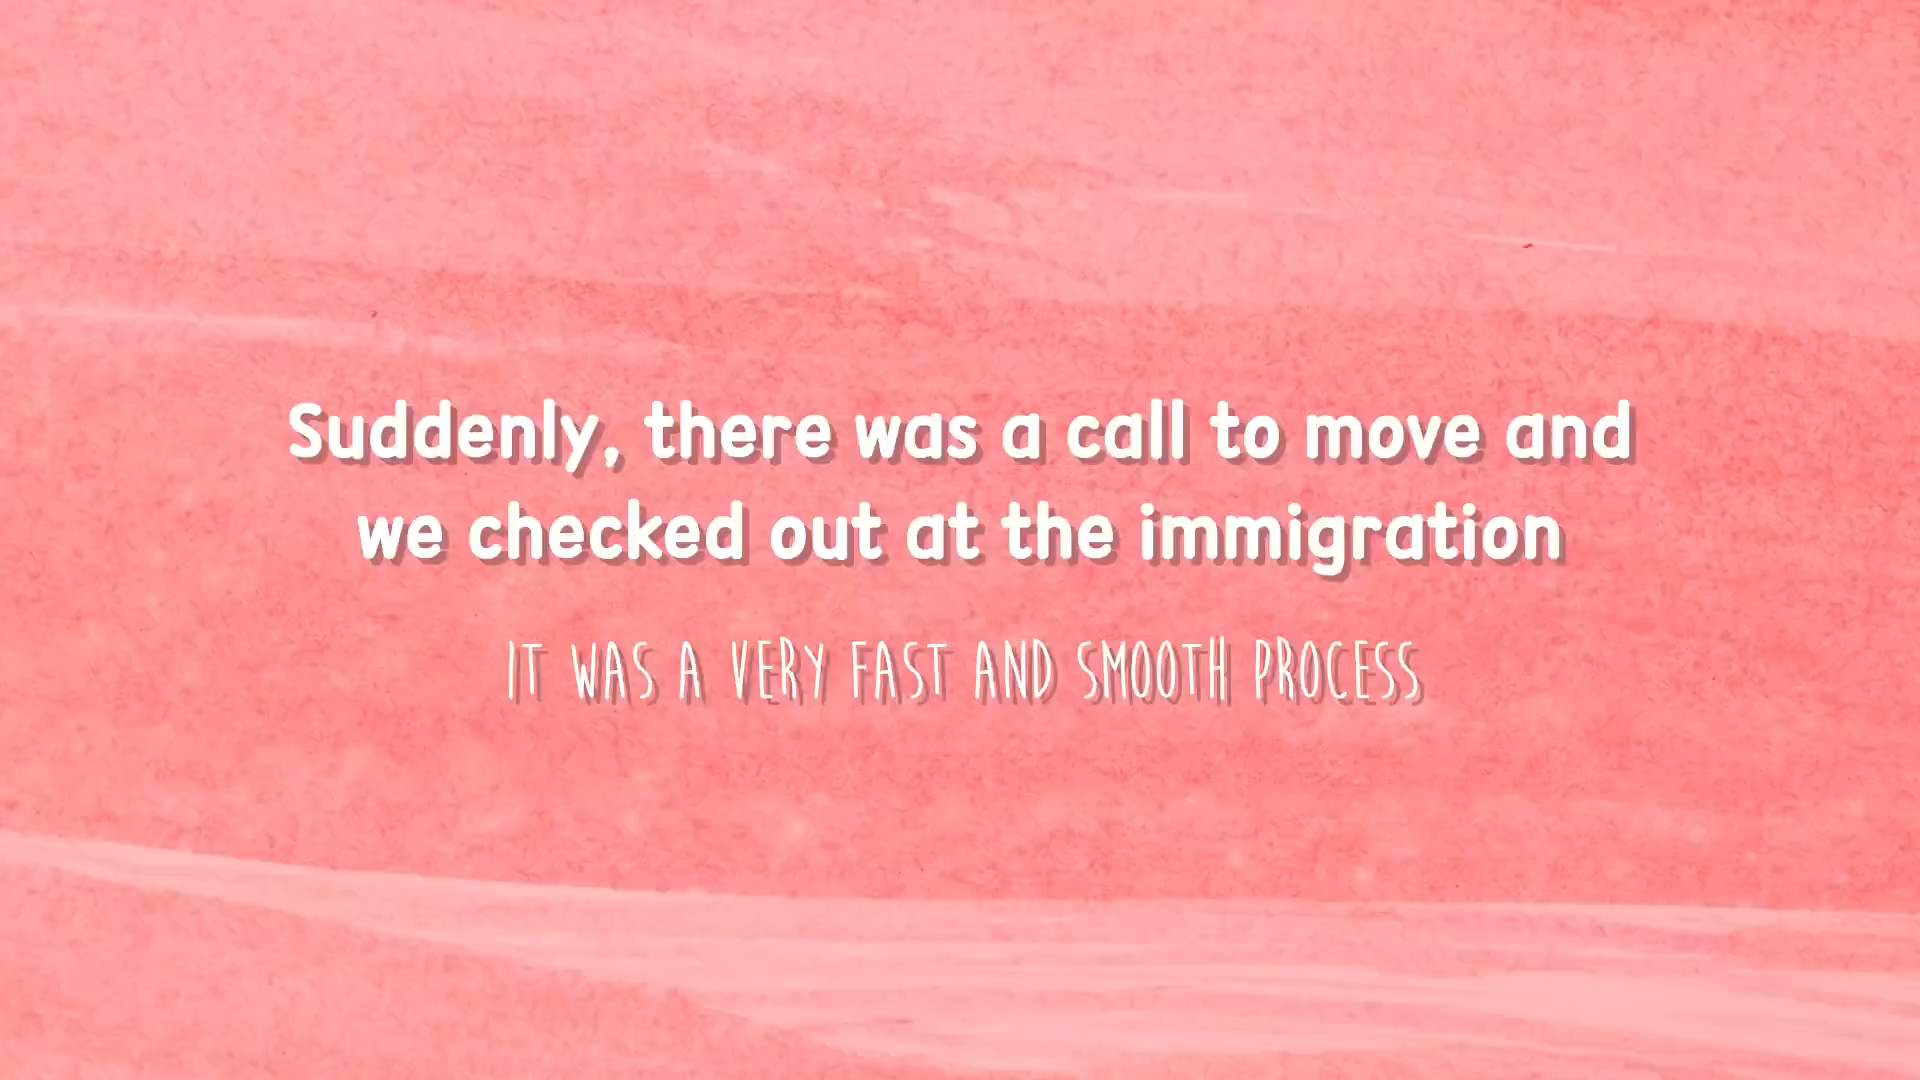 Suddenly, there was a call to move and
we checked out at the immigration
IT WAS A VERY FAST AND SMOOTH PROCESS